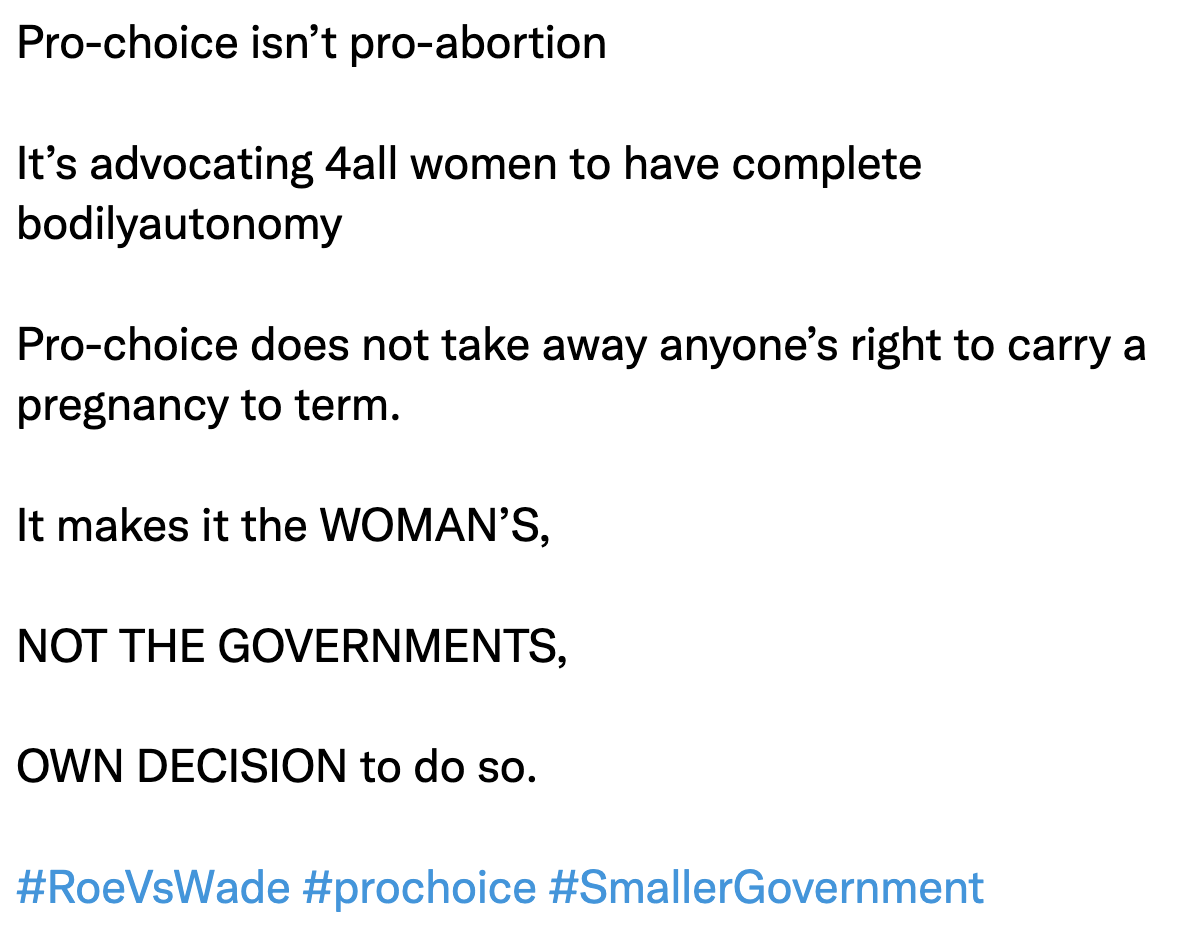 Pro-choice isn’t pro-abortion
It’s advocating 4all women to have complete
bodilyautonomy
Pro-choice does not take away anyone’s right to carry a
pregnancy to term.
It makes it the WOMAN’S,
NOT THE GOVERNMENTS,
OWN DECISION to do so.
#RoeVsWade #prochoice #SmallerGovernment